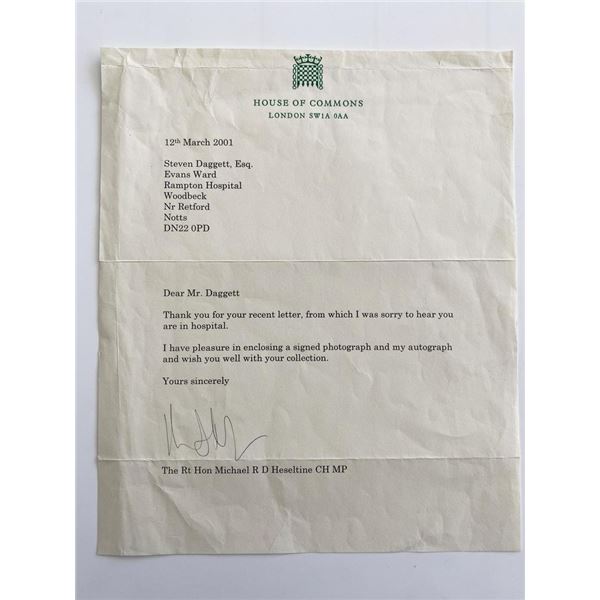 HOUSE OF COMMONS
LONDON SW1A 0AA
12th March 2001
Steven Daggett, Esq.
Evans Ward
Rampton Hospital
Woodbeck
Nr Retford
Notts
DN22 0PD
Dear Mr. Daggett
Thank you for your recent letter, from which I was sorry to hear you
are in hospital.
I have pleasure in enclosing a signed photograph and my autograph
and wish you well with your collection.
Yours sincerely
The Rt Hon Michael R D Heseltine CH MP